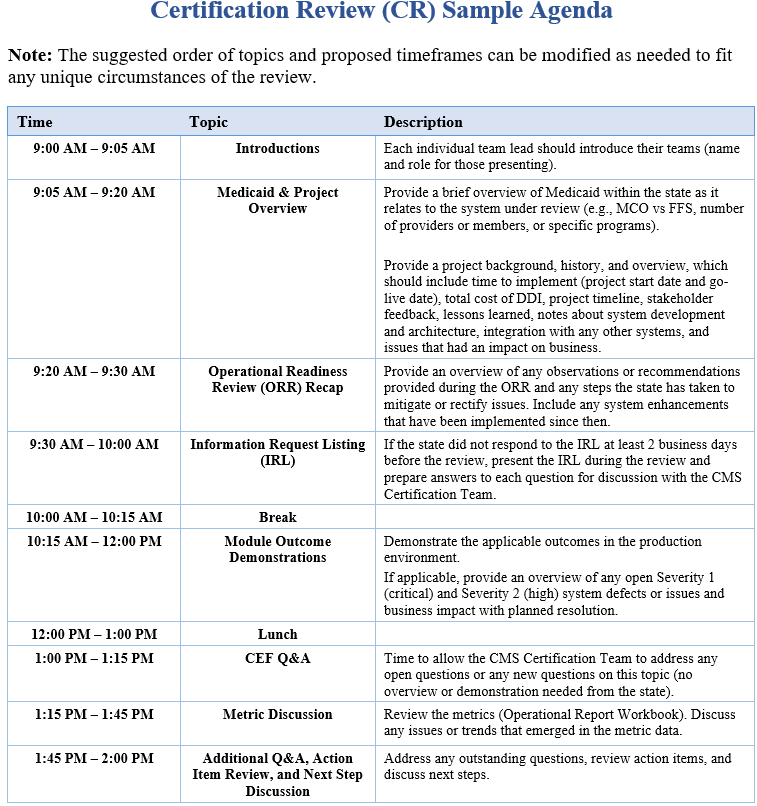 Certification Review (CR) Sample Agenda
Note: The suggested order of topics and proposed timeframes can be modified as needed to fit
any unique circumstances of the review.
Time Topic Description
9:00 AM – 9:05 AM
Introductions
Each individual team lead should introduce their teams (name
and role for those presenting).
9:05 AM – 9:20 AM
Medicaid & Project
Overview
Provide a brief overview of Medicaid within the state as it
relates to the system under review (e.g., MCO vs FFS, number
of providers or members, or specific programs).
Provide a project background, history, and overview, which
should include time to implement (project start date and go-
live date), total cost of DDI, project timeline, stakeholder
feedback, lessons learned, notes about system development
and architecture, integration with any other systems, and
issues that had an impact on business.
9:20 AM – 9:30 AM
Operational Readiness
Review (ORR) Recap
Provide an overview of any observations or recommendations
provided during the ORR and any steps the state has taken to
mitigate or rectify issues. Include any system enhancements
that have been implemented since then.
9:30 AM – 10:00 AM
Information Request Listing
(IRL)
If the state did not respond to the IRL at least 2 business days
before the review, present the IRL during the review and
prepare answers to each question for discussion with the CMS
Certification Team.
10:00 AM – 10:15 AM
Break
10:15 AM – 12:00 PM
Module Outcome
Demonstrations
Demonstrate the applicable outcomes in the production
environment.
If applicable, provide an overview of any open Severity 1
(critical) and Severity 2 (high) system defects or issues and
business impact with planned resolution.
12:00 PM – 1:00 PM
Lunch
1:00 PM – 1:15 PM
CEF Q&A
Time to allow the CMS Certification Team to address any
open questions or any new questions on this topic (no
overview or demonstration needed from the state).
1:15 PM – 1:45 PM
Metric Discussion
Review the metrics (Operational Report Workbook). Discuss
any issues or trends that emerged in the metric data.
1:45 PM – 2:00 PM
Additional Q&A, Action
Item Review, and Next Step
Discussion
Address any outstanding questions, review action items, and
discuss next steps.